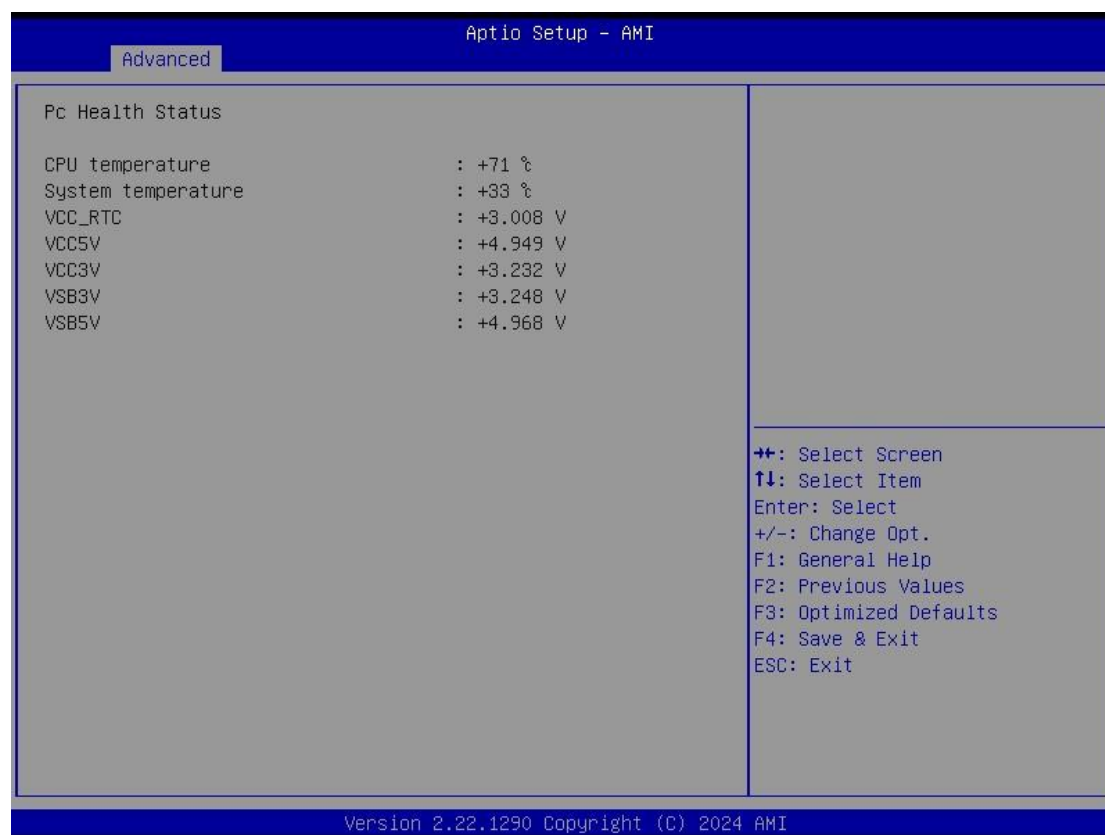 Aptio Setup – AMI
Advanced
Pc Health Status
CPU temperature : +71 ℃
System temperature : +33 ℃
VCC_RTC : +3.008 V
VCC5V : +4.949 V
VCC3V : +3.232 V
VSB3V : +3.248 V
VSB5V : +4.968 V
→←: Select Screen
↑↓: Select Item
Enter: Select
+/-: Change Opt.
F1: General Help
F2: Previous Values
F3: Optimized Defaults
F4: Save & Exit
ESC: Exit
Version 2.22.1290 Copyright (C) 2024 AMI